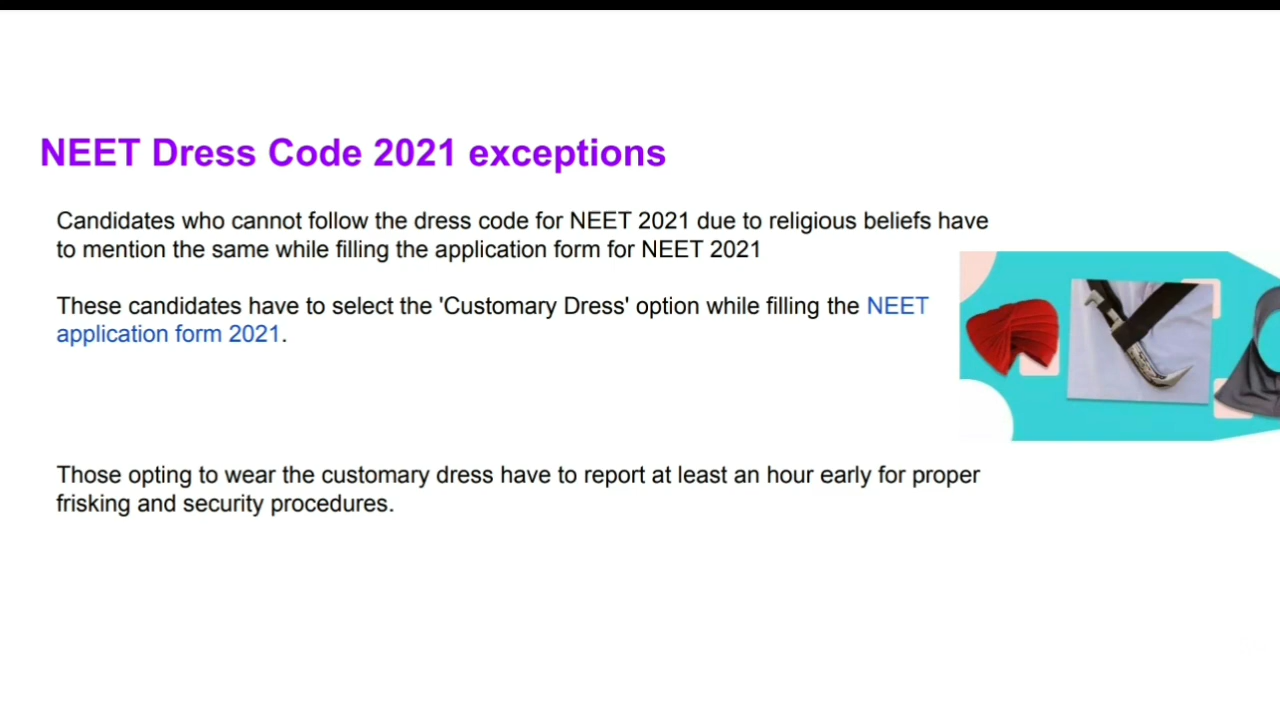 NEET Dress Code 2021 exceptions
Candidates who cannot follow the dress code for NEET 2021 due to religious beliefs have
to mention the same while filling the application form for NEET 2021
These candidates have to select the 'Customary Dress' option while filling the NEET
application form 2021.
Those opting to wear the customary dress have to report at least an hour early for proper
frisking and security procedures.